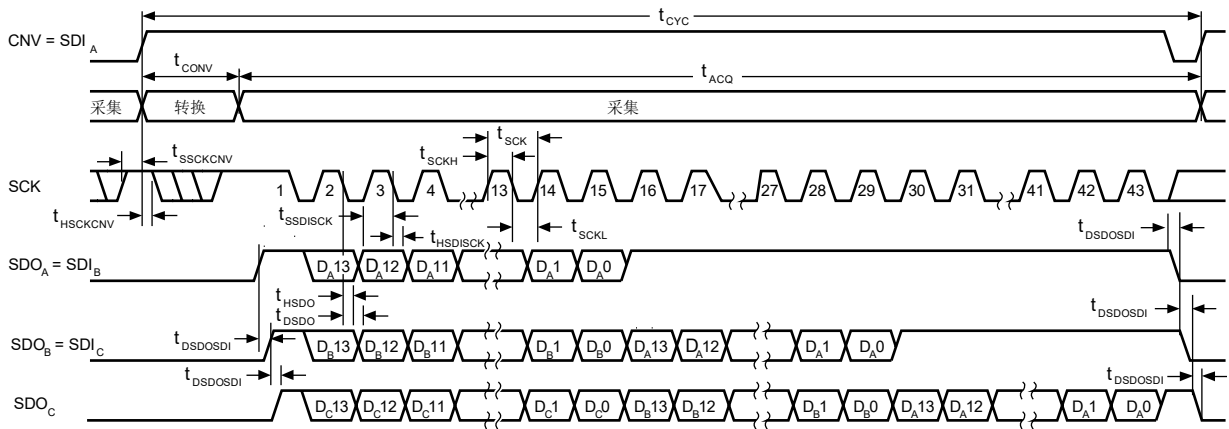 tCYC
CNV = SDIA
tCONV
tACQ
采集 转换 采集
tSCK
tSSCKCNV
tSCKH
SCK 1 2 3 4 13 14 15 16 17 27 28 29 30 31 41 42 43
tHSCKCNV
tSSDISCK
tHSDISCK
tSCKL
tDSDOSDI
SDOA = SDIB DA13 DA12 DA11 DA1 DA0
tHSDO
tDSDO
tDSDOSDI
tDSDOSDI
SDOB = SDIC DB13 DB12 DB11 DB1 DB0 DA13 DA12 DA1 DA0
tDSDOSDI
tDSDOSDI
SDOC DC13 DC12 DC11 DC1 DC0 DB13 DB12 DB1 DB0 DA13 DA12 DA1 DA0